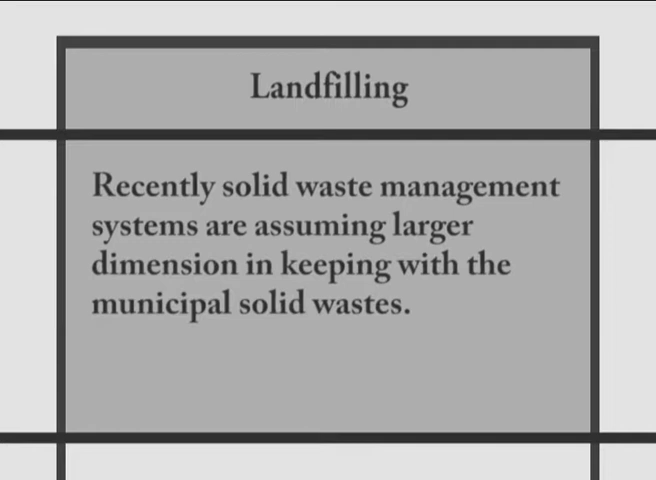 Landfilling
Recently solid waste management
systems are assuming larger
dimension in keeping with the
municipal solid wastes.